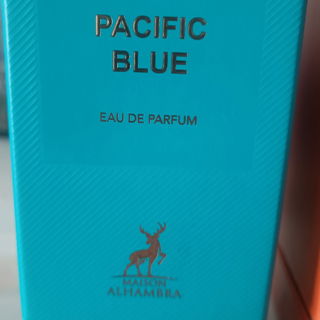 PACIFIC
BLUE
EAU DE PARFUM
MAISON
ALHAMBRA